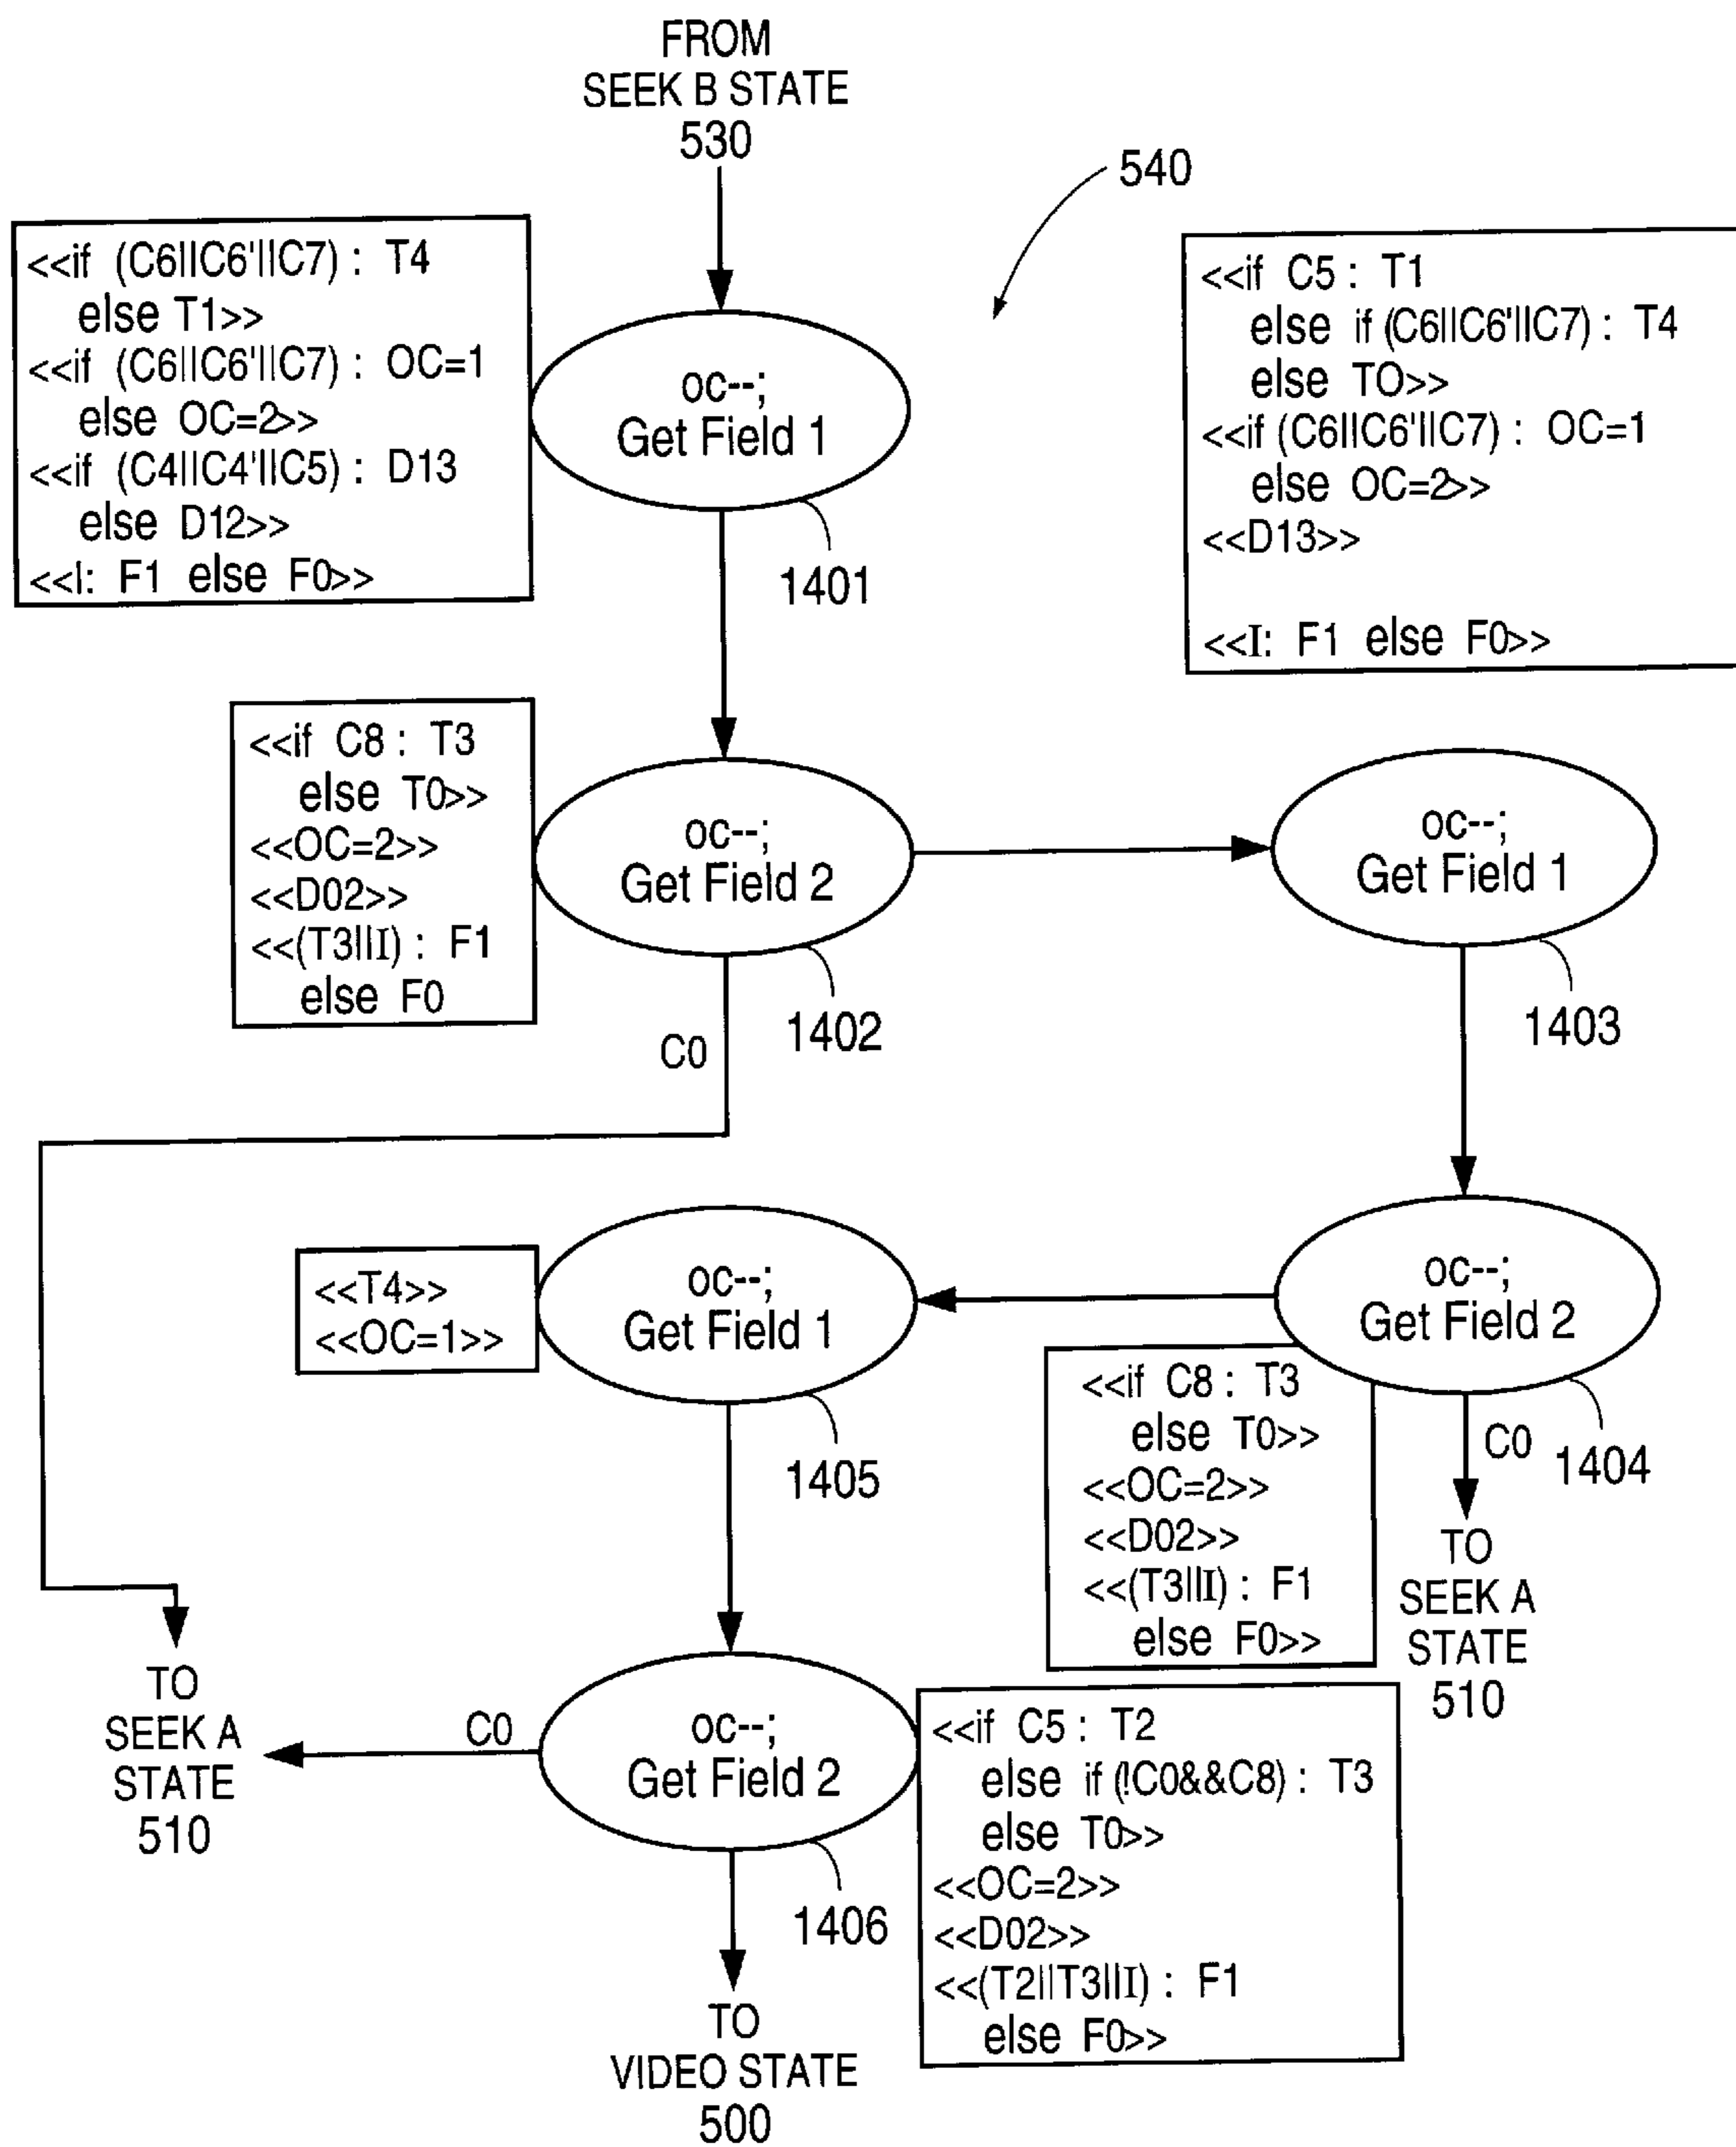 FROM
SEEK B STATE
530
540
<<if (C6||C6'||C7) : T4
else T1>>
<<if (C6||C6'||C7) : OC=1
else OC=2>>
<<if (C4||C4'||C5) : D13
else D12>>
<<I: F1 else F0>>
oc--;
Get Field 1
1401
<<if C5 : T1
else if (C6||C6'||C7) : T4
else TO>>
<<if (C6||C6'||C7) : OC=1
else OC=2>>
<<D13>>
<<I: F1 else F0>>
<<if C8 : T3
else T0>>
<<OC=2>>
<<D02>>
<<(T3||I) : F1
else F0
oc--;
Get Field 2
1402
C0
oc--;
Get Field 1
1403
<<T4>>
<<OC=1>>
oc--;
Get Field 1
1405
oc--;
Get Field 2
1404
<<if C8 : T3
else T0>>
<<OC=2>>
<<D02>>
<<(T3||I) : F1
else F0>>
C0
TO
SEEK A
STATE
510
TO
SEEK A
STATE
510
C0
oc--;
Get Field 2
1406
<<if C5 : T2
else if (!C0&&C8) : T3
else T0>>
<<OC=2>>
<<D02>>
<<(T2||T3||I) : F1
else F0>>
TO
VIDEO STATE
500